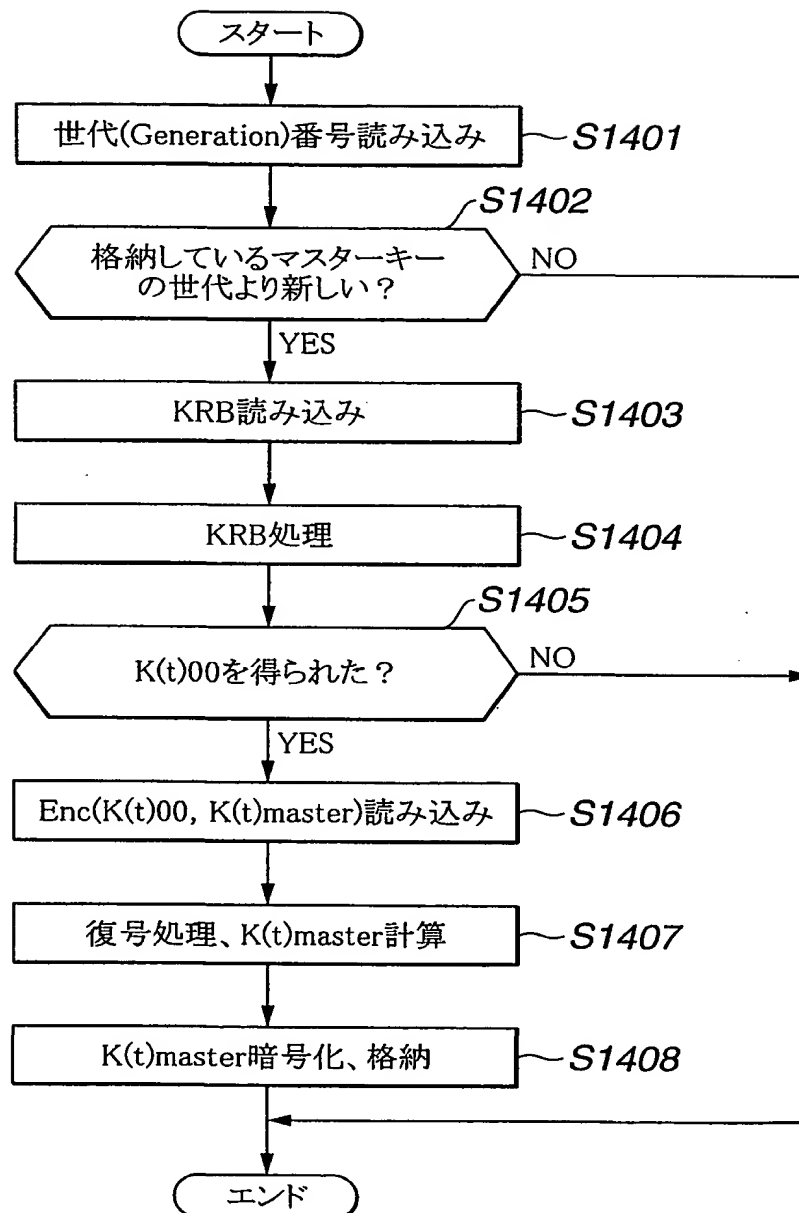 スタート
世代(Generation)番号読み込み
S1401
S1402
格納しているマスターキー
の世代より新しい?
NO
YES
KRB読み込み
S1403
KRB処理
S1404
S1405
K(t)00を得られた?
NO
YES
Enc(K(t)00, K(t)master)読み込み
S1406
復号処理、K(t)master計算
S1407
K(t)master暗号化、格納
S1408
エンド